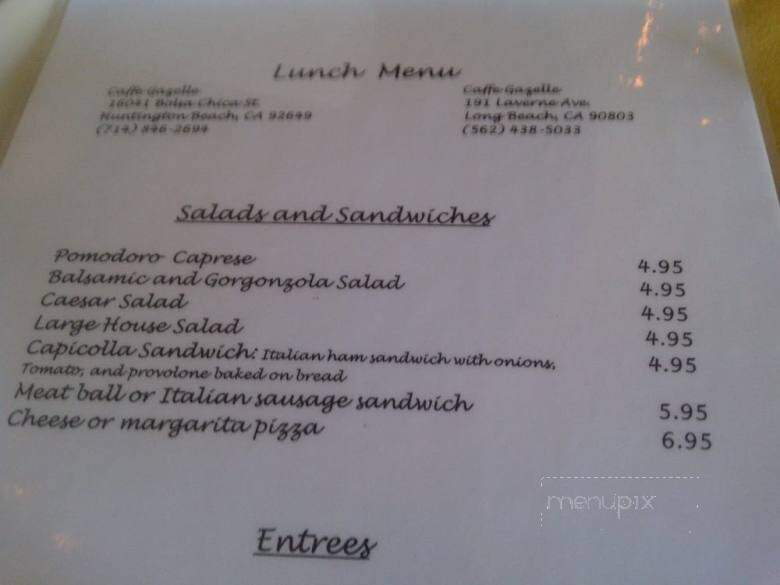 Lunch Menu
Caffe Gazelle
16041 Bolsa Chica St.
Huntington Beach, CA 92649
(714) 846-2694
Caffe Gazelle
191 Laverne Ave.
Long Beach, CA 90803
(562) 438-5033
Salads and Sandwiches
Pomodoro Caprese 4.95
Balsamic and Gorgonzola Salad 4.95
Caesar Salad 4.95
Large House Salad 4.95
Capicolla Sandwich: Italian ham sandwich with onions, 4.95
Tomato, and provolone baked on bread
Meat ball or Italian sausage sandwich 5.95
Cheese or margarita pizza 6.95
menupix
Entrees